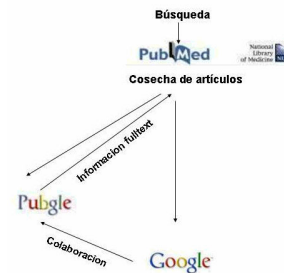 Búsqueda
PubMed
National
Library
of Medicine
Cosecha de artículos
Informacion fulltext
Pubgle
Colaboracion
Google